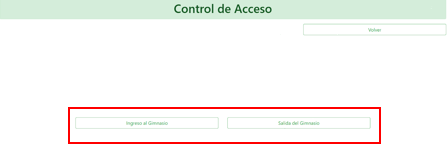 Control de Acceso
Volver
Ingreso al Gimnasio
Salida del Gimnasio